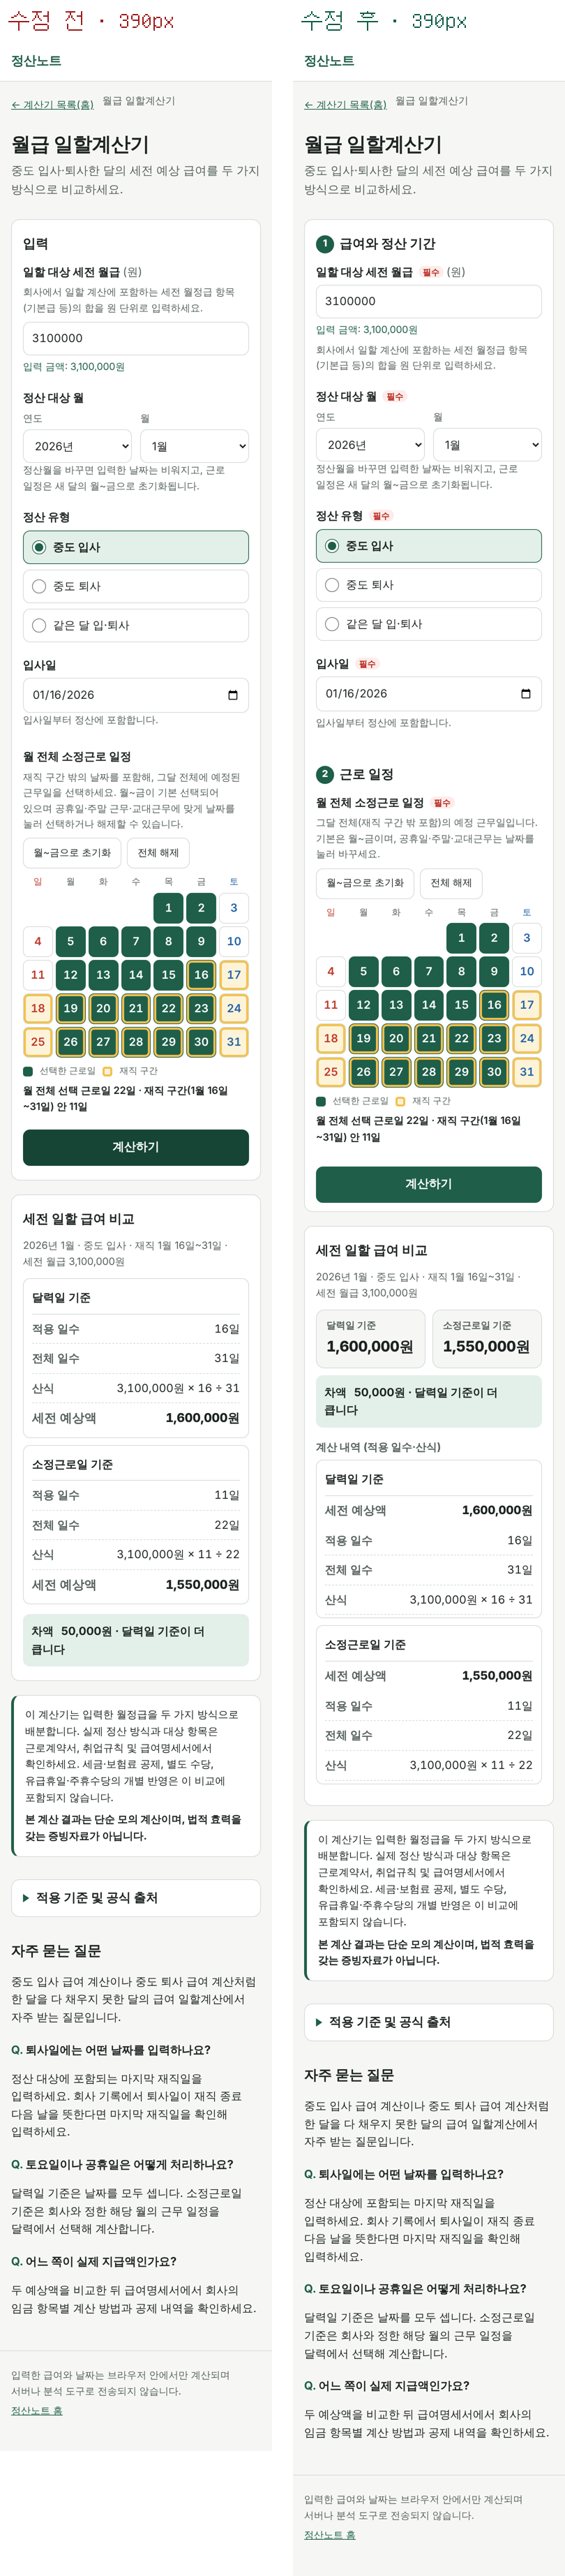 수정 전 · 390px
정산노트
← 계산기 목록(홈) 월급 일할계산기
월급 일할계산기
중도 입사·퇴사한 달의 세전 예상 급여를 두 가지
방식으로 비교하세요.
입력
일할 대상 세전 월급 (원)
회사에서 일할 계산에 포함하는 세전 월정급 항목
(기본급 등)의 합을 원 단위로 입력하세요.
3100000
입력 금액: 3,100,000원
정산 대상 월
연도 월
2026년 1월
정산월을 바꾸면 입력한 날짜는 비워지고, 근로
일정은 새 달의 월~금으로 초기화됩니다.
정산 유형
중도 입사
중도 퇴사
같은 달 입·퇴사
입사일
01/16/2026
입사일부터 정산에 포함합니다.
월 전체 소정근로 일정
재직 구간 밖의 날짜를 포함해, 그달 전체에 예정된
근무일을 선택하세요. 월~금이 기본 선택되어
있으며 공휴일·주말 근무·교대근무에 맞게 날짜를
눌러 선택하거나 해제할 수 있습니다.
월~금으로 초기화 전체 해제
일 월 화 수 목 금 토
1 2 3
4 5 6 7 8 9 10
11 12 13 14 15 16 17
18 19 20 21 22 23 24
25 26 27 28 29 30 31
선택한 근로일 재직 구간
월 전체 선택 근로일 22일 · 재직 구간(1월 16일
~31일) 안 11일
계산하기
세전 일할 급여 비교
2026년 1월 · 중도 입사 · 재직 1월 16일~31일 ·
세전 월급 3,100,000원
달력일 기준
적용 일수 16일
전체 일수 31일
산식 3,100,000원 × 16 ÷ 31
세전 예상액 1,600,000원
소정근로일 기준
적용 일수 11일
전체 일수 22일
산식 3,100,000원 × 11 ÷ 22
세전 예상액 1,550,000원
차액 50,000원 · 달력일 기준이 더
큽니다
이 계산기는 입력한 월정급을 두 가지 방식으로
배분합니다. 실제 정산 방식과 대상 항목은
근로계약서, 취업규칙 및 급여명세서에서
확인하세요. 세금·보험료 공제, 별도 수당,
유급휴일·주휴수당의 개별 반영은 이 비교에
포함되지 않습니다.
본 계산 결과는 단순 모의 계산이며, 법적 효력을
갖는 증빙자료가 아닙니다.
적용 기준 및 공식 출처
자주 묻는 질문
중도 입사 급여 계산이나 중도 퇴사 급여 계산처럼
한 달을 다 채우지 못한 달의 급여 일할계산에서
자주 받는 질문입니다.
Q. 퇴사일에는 어떤 날짜를 입력하나요?
정산 대상에 포함되는 마지막 재직일을
입력하세요. 회사 기록에서 퇴사일이 재직 종료
다음 날을 뜻한다면 마지막 재직일을 확인해
입력하세요.
Q. 토요일이나 공휴일은 어떻게 처리하나요?
달력일 기준은 날짜를 모두 셉니다. 소정근로일
기준은 회사와 정한 해당 월의 근무 일정을
달력에서 선택해 계산합니다.
Q. 어느 쪽이 실제 지급액인가요?
두 예상액을 비교한 뒤 급여명세서에서 회사의
임금 항목별 계산 방법과 공제 내역을 확인하세요.
입력한 급여와 날짜는 브라우저 안에서만 계산되며
서버나 분석 도구로 전송되지 않습니다.
정산노트 홈
수정 후 · 390px
정산노트
← 계산기 목록(홈) 월급 일할계산기
월급 일할계산기
중도 입사·퇴사한 달의 세전 예상 급여를 두 가지
방식으로 비교하세요.
1 급여와 정산 기간
일할 대상 세전 월급 필수 (원)
3100000
입력 금액: 3,100,000원
회사에서 일할 계산에 포함하는 세전 월정급 항목
(기본급 등)의 합을 원 단위로 입력하세요.
정산 대상 월 필수
연도 월
2026년 1월
정산월을 바꾸면 입력한 날짜는 비워지고, 근로
일정은 새 달의 월~금으로 초기화됩니다.
정산 유형 필수
중도 입사
중도 퇴사
같은 달 입·퇴사
입사일 필수
01/16/2026
입사일부터 정산에 포함합니다.
2 근로 일정
월 전체 소정근로 일정 필수
그달 전체(재직 구간 밖 포함)의 예정 근무일입니다.
기본은 월~금이며, 공휴일·주말·교대근무는 날짜를
눌러 바꾸세요.
월~금으로 초기화 전체 해제
일 월 화 수 목 금 토
1 2 3
4 5 6 7 8 9 10
11 12 13 14 15 16 17
18 19 20 21 22 23 24
25 26 27 28 29 30 31
선택한 근로일 재직 구간
월 전체 선택 근로일 22일 · 재직 구간(1월 16일
~31일) 안 11일
계산하기
세전 일할 급여 비교
2026년 1월 · 중도 입사 · 재직 1월 16일~31일 ·
세전 월급 3,100,000원
달력일 기준 소정근로일 기준
1,600,000원 1,550,000원
차액 50,000원 · 달력일 기준이 더
큽니다
계산 내역 (적용 일수·산식)
달력일 기준
세전 예상액 1,600,000원
적용 일수 16일
전체 일수 31일
산식 3,100,000원 × 16 ÷ 31
소정근로일 기준
세전 예상액 1,550,000원
적용 일수 11일
전체 일수 22일
산식 3,100,000원 × 11 ÷ 22
이 계산기는 입력한 월정급을 두 가지 방식으로
배분합니다. 실제 정산 방식과 대상 항목은
근로계약서, 취업규칙 및 급여명세서에서
확인하세요. 세금·보험료 공제, 별도 수당,
유급휴일·주휴수당의 개별 반영은 이 비교에
포함되지 않습니다.
본 계산 결과는 단순 모의 계산이며, 법적 효력을
갖는 증빙자료가 아닙니다.
적용 기준 및 공식 출처
자주 묻는 질문
중도 입사 급여 계산이나 중도 퇴사 급여 계산처럼
한 달을 다 채우지 못한 달의 급여 일할계산에서
자주 받는 질문입니다.
Q. 퇴사일에는 어떤 날짜를 입력하나요?
정산 대상에 포함되는 마지막 재직일을
입력하세요. 회사 기록에서 퇴사일이 재직 종료
다음 날을 뜻한다면 마지막 재직일을 확인해
입력하세요.
Q. 토요일이나 공휴일은 어떻게 처리하나요?
달력일 기준은 날짜를 모두 셉니다. 소정근로일
기준은 회사와 정한 해당 월의 근무 일정을
달력에서 선택해 계산합니다.
Q. 어느 쪽이 실제 지급액인가요?
두 예상액을 비교한 뒤 급여명세서에서 회사의
임금 항목별 계산 방법과 공제 내역을 확인하세요.
입력한 급여와 날짜는 브라우저 안에서만 계산되며
서버나 분석 도구로 전송되지 않습니다.
정산노트 홈